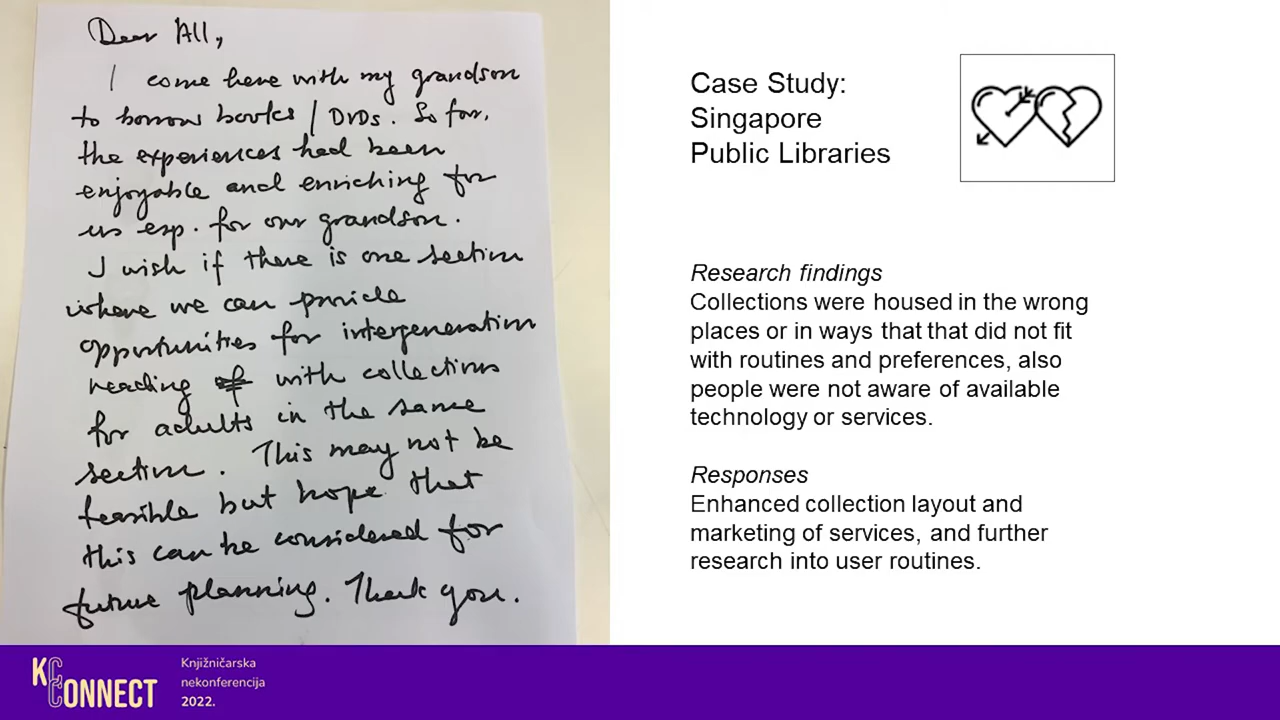 Dear All,
I come here with my grandson
to borrow books / DVDs. So far,
the experiences had been
enjoyable and enriching for
us esp. for our grandson.
I wish if there is one section
where we can provide
opportunities for intergeneration
reading with collections
for adults in the same
section. This may not be
feasible but hope that
this can be considered for
future planning. Thank you.
Case Study:
Singapore
Public Libraries
Research findings
Collections were housed in the wrong
places or in ways that that did not fit
with routines and preferences, also
people were not aware of available
technology or services.
Responses
Enhanced collection layout and
marketing of services, and further
research into user routines.
KCCONNECT
Knjižničarska
nekonferencija
2022.